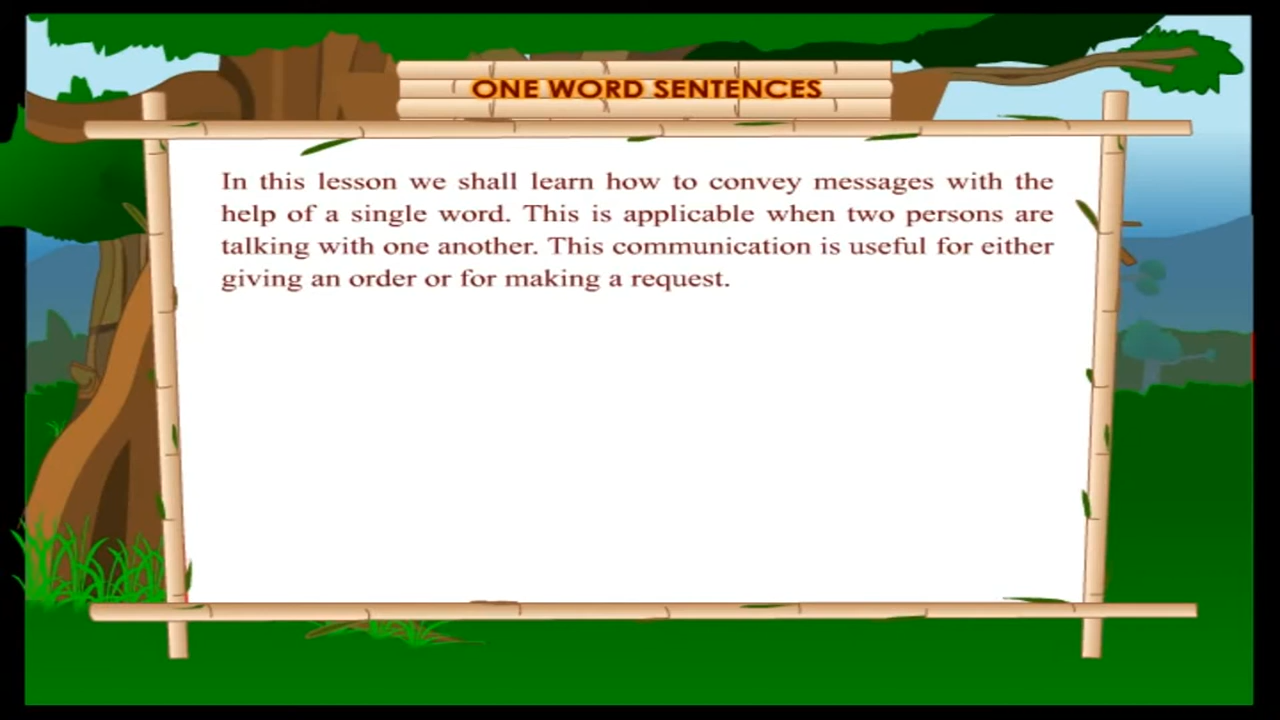 ONE WORD SENTENCES
In this lesson we shall learn how to convey messages with the
help of a single word. This is applicable when two persons are
talking with one another. This communication is useful for either
giving an order or for making a request.